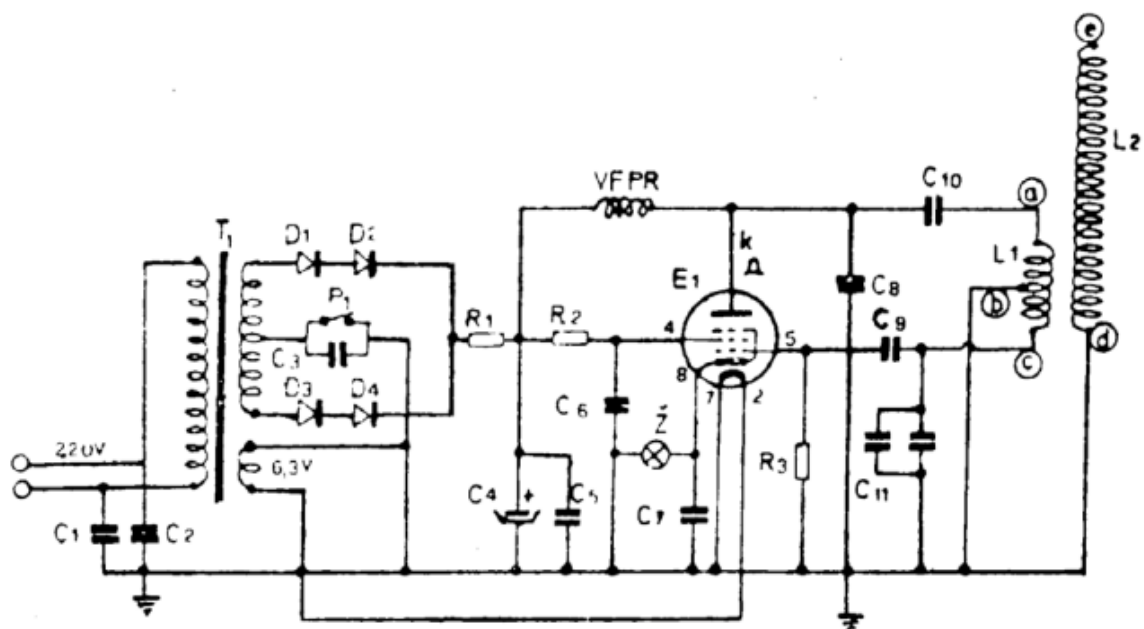 e
L2
VFPR
C10
a
T1
D1 D2
k
A
L1
E1
C8
b
P1
R1
R2
C9
4
5
c
d
C3
8
D3 D4
7
2
C6
Ž
220V
6,3V
R3
C4
+
C5
C7
C11
C1
C2